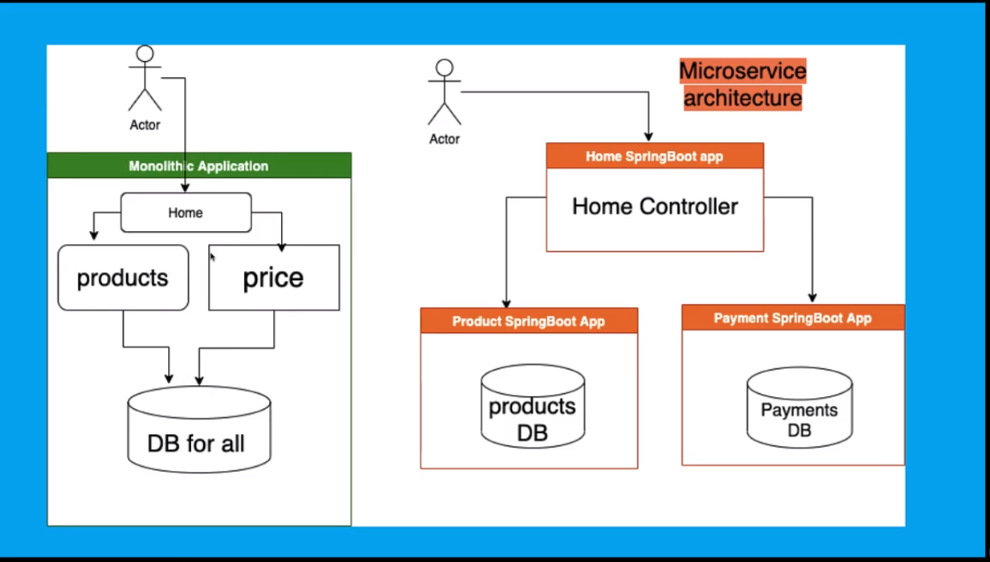 Actor
Monolithic Application
Home
products
price
DB for all
Microservice
architecture
Actor
Home SpringBoot app
Home Controller
Product SpringBoot App
products
DB
Payment SpringBoot App
Payments
DB